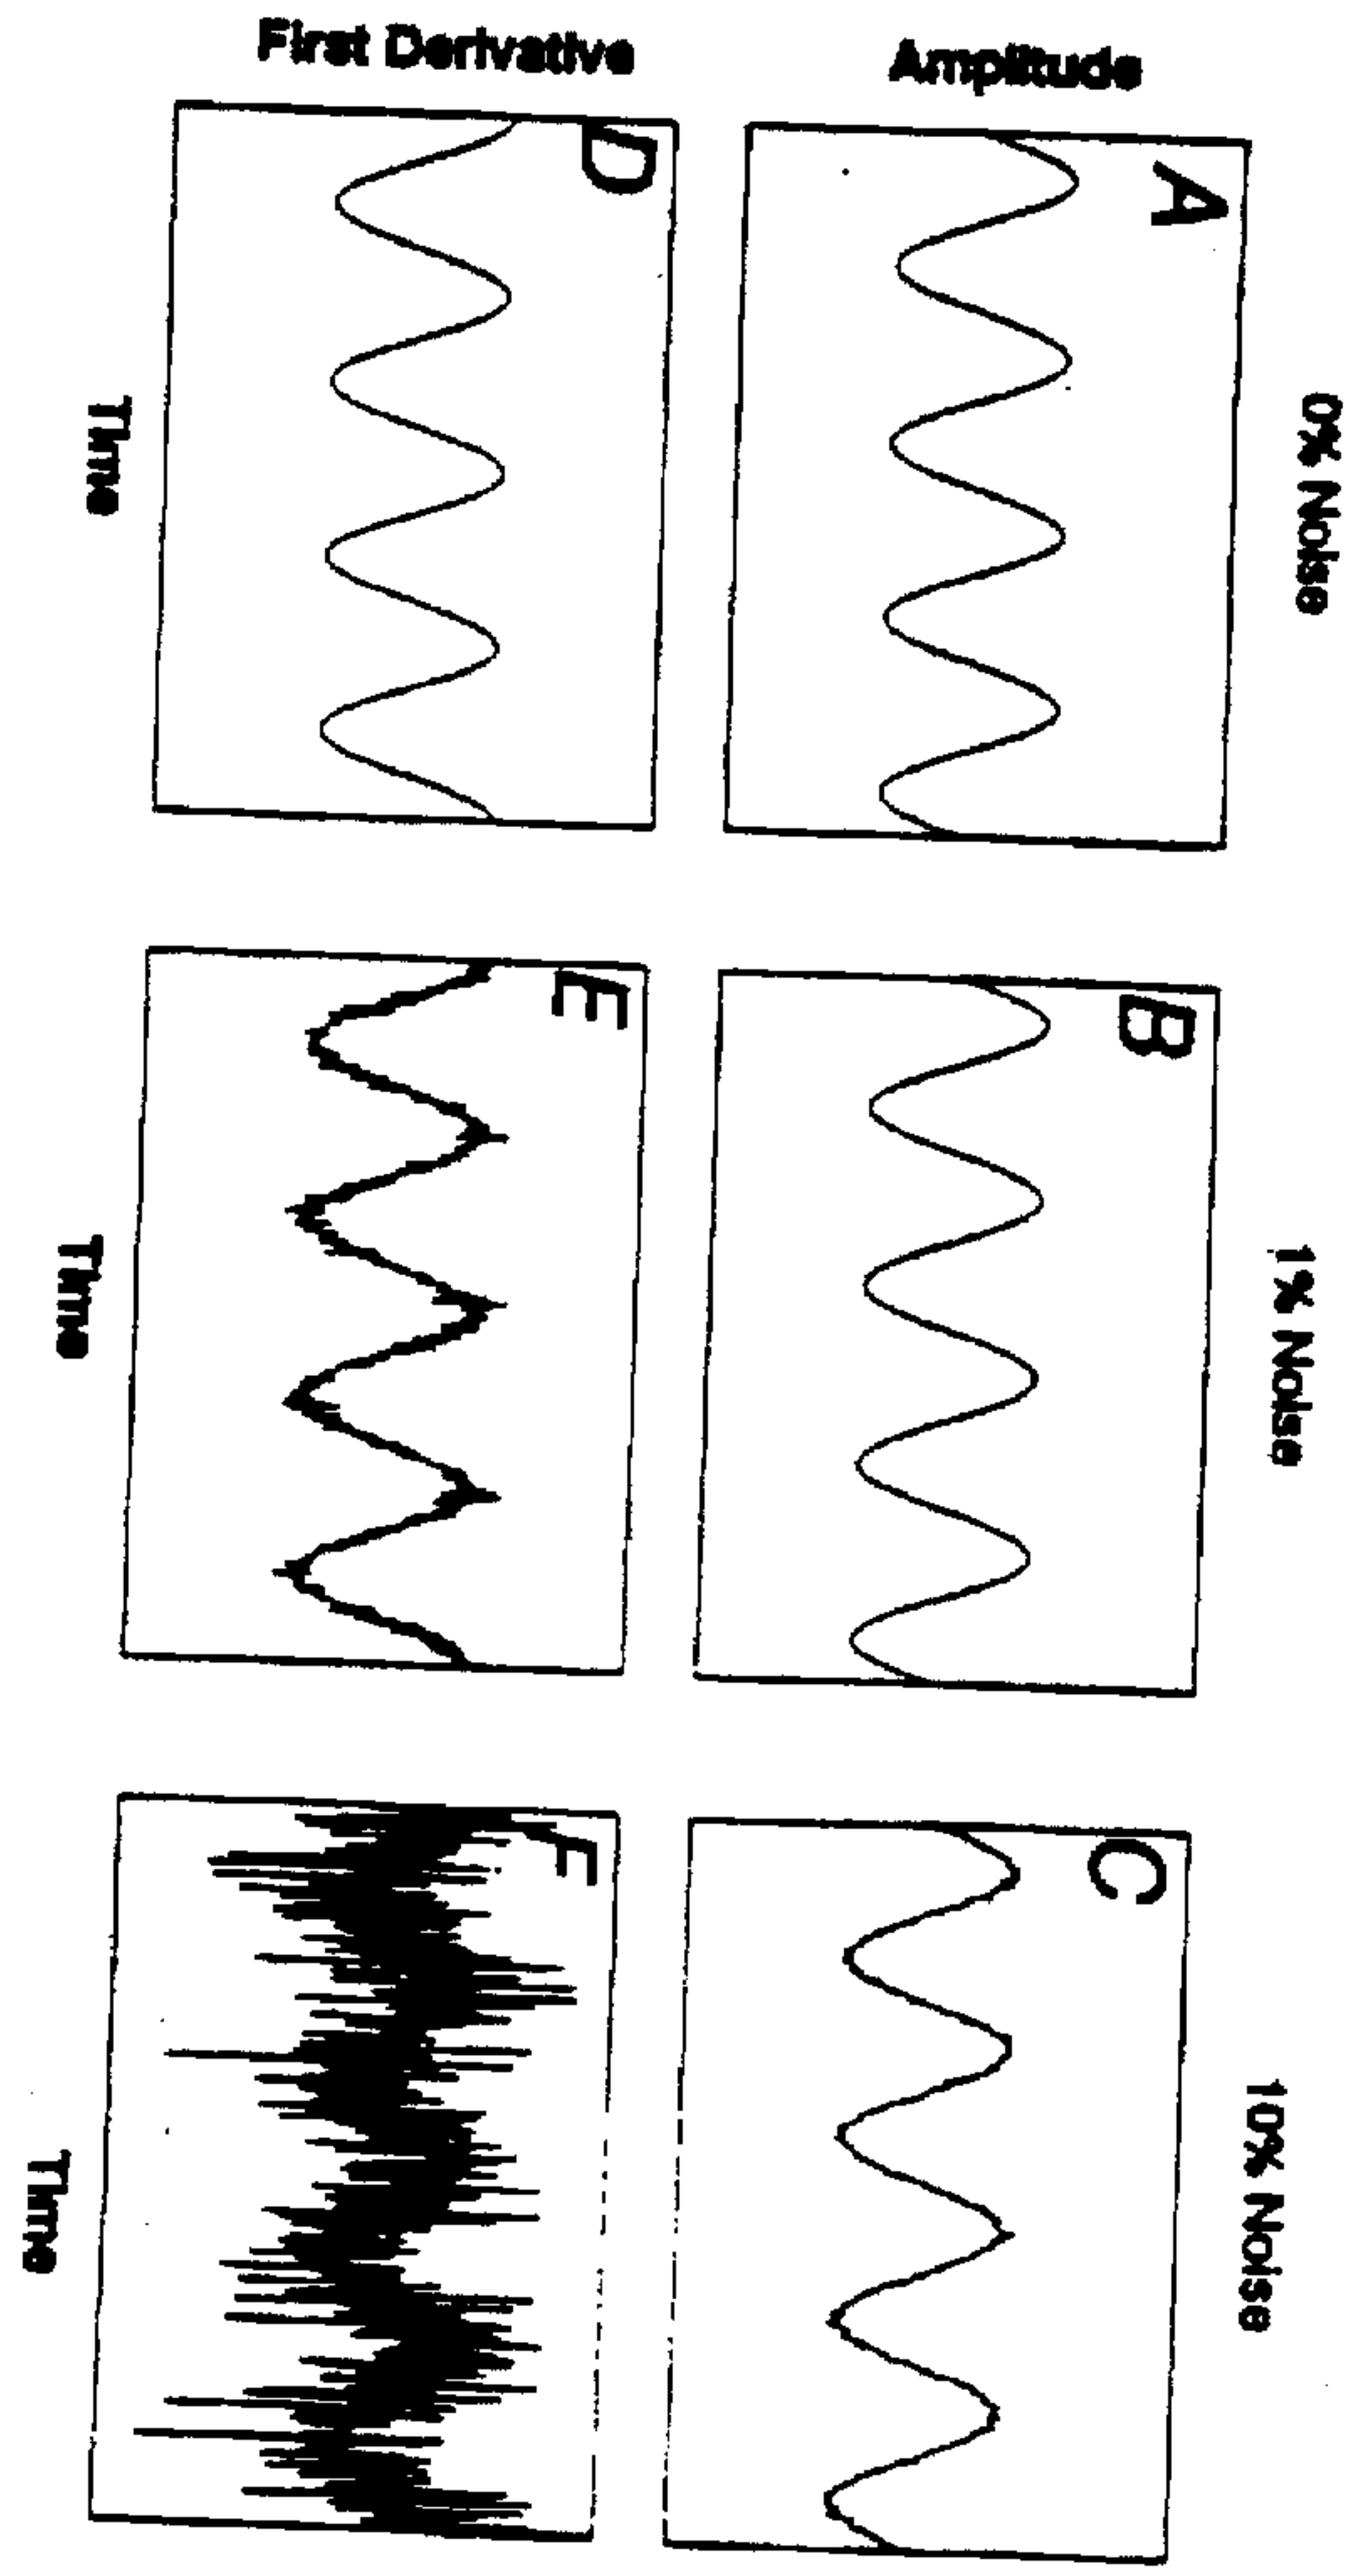 0% Noise
1% Noise
10% Noise
Amplitude
A
B
C
First Derivative
D
E
F
Time
Time
Time